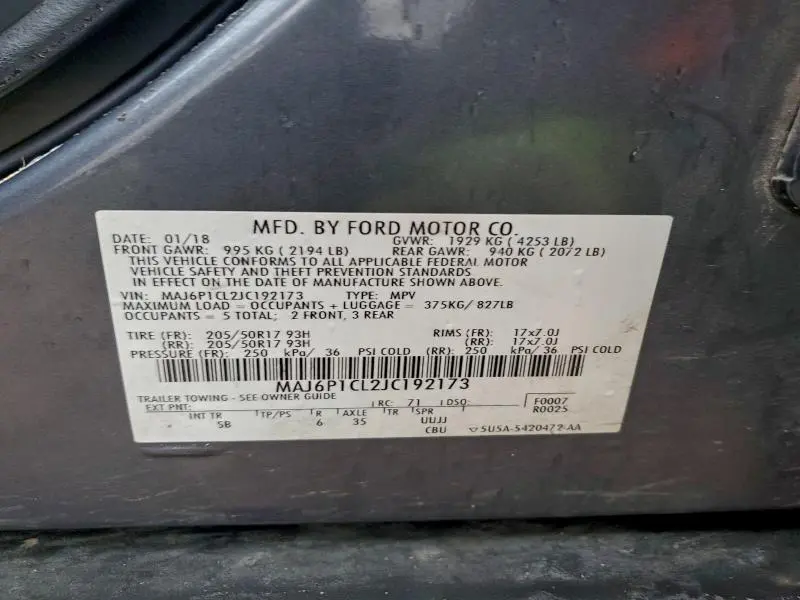 MFD. BY FORD MOTOR CO.
DATE: 01/18 GVWR: 1929 KG ( 4253 LB)
FRONT GAWR: 995 KG ( 2194 LB) REAR GAWR: 940 KG ( 2072 LB)
THIS VEHICLE CONFORMS TO ALL APPLICABLE FEDERAL MOTOR
VEHICLE SAFETY AND THEFT PREVENTION STANDARDS
IN EFFECT ON THE DATE OF MANUFACTURE SHOWN ABOVE.
VIN: MAJ6P1CL2JC192173 TYPE: MPV
MAXIMUM LOAD = OCCUPANTS + LUGGAGE = 375KG/ 827LB
OCCUPANTS = 5 TOTAL; 2 FRONT, 3 REAR
TIRE (FR): 205/50R17 93H RIMS (FR): 17x7.0J
(RR): 205/50R17 93H (RR): 17x7.0J
PRESSURE (FR): 250 kPa/ 36 PSI COLD (RR): 250 kPa/ 36 PSI COLD
MAJ6P1CL2JC192173
TRAILER TOWING - SEE OWNER GUIDE
EXT PNT: RC: 71 DSO: F0007
R0025
INT TR TP/PS R AXLE TR SPR
5B 6 35 UUJJ
CBU 5U5A-5420472-AA